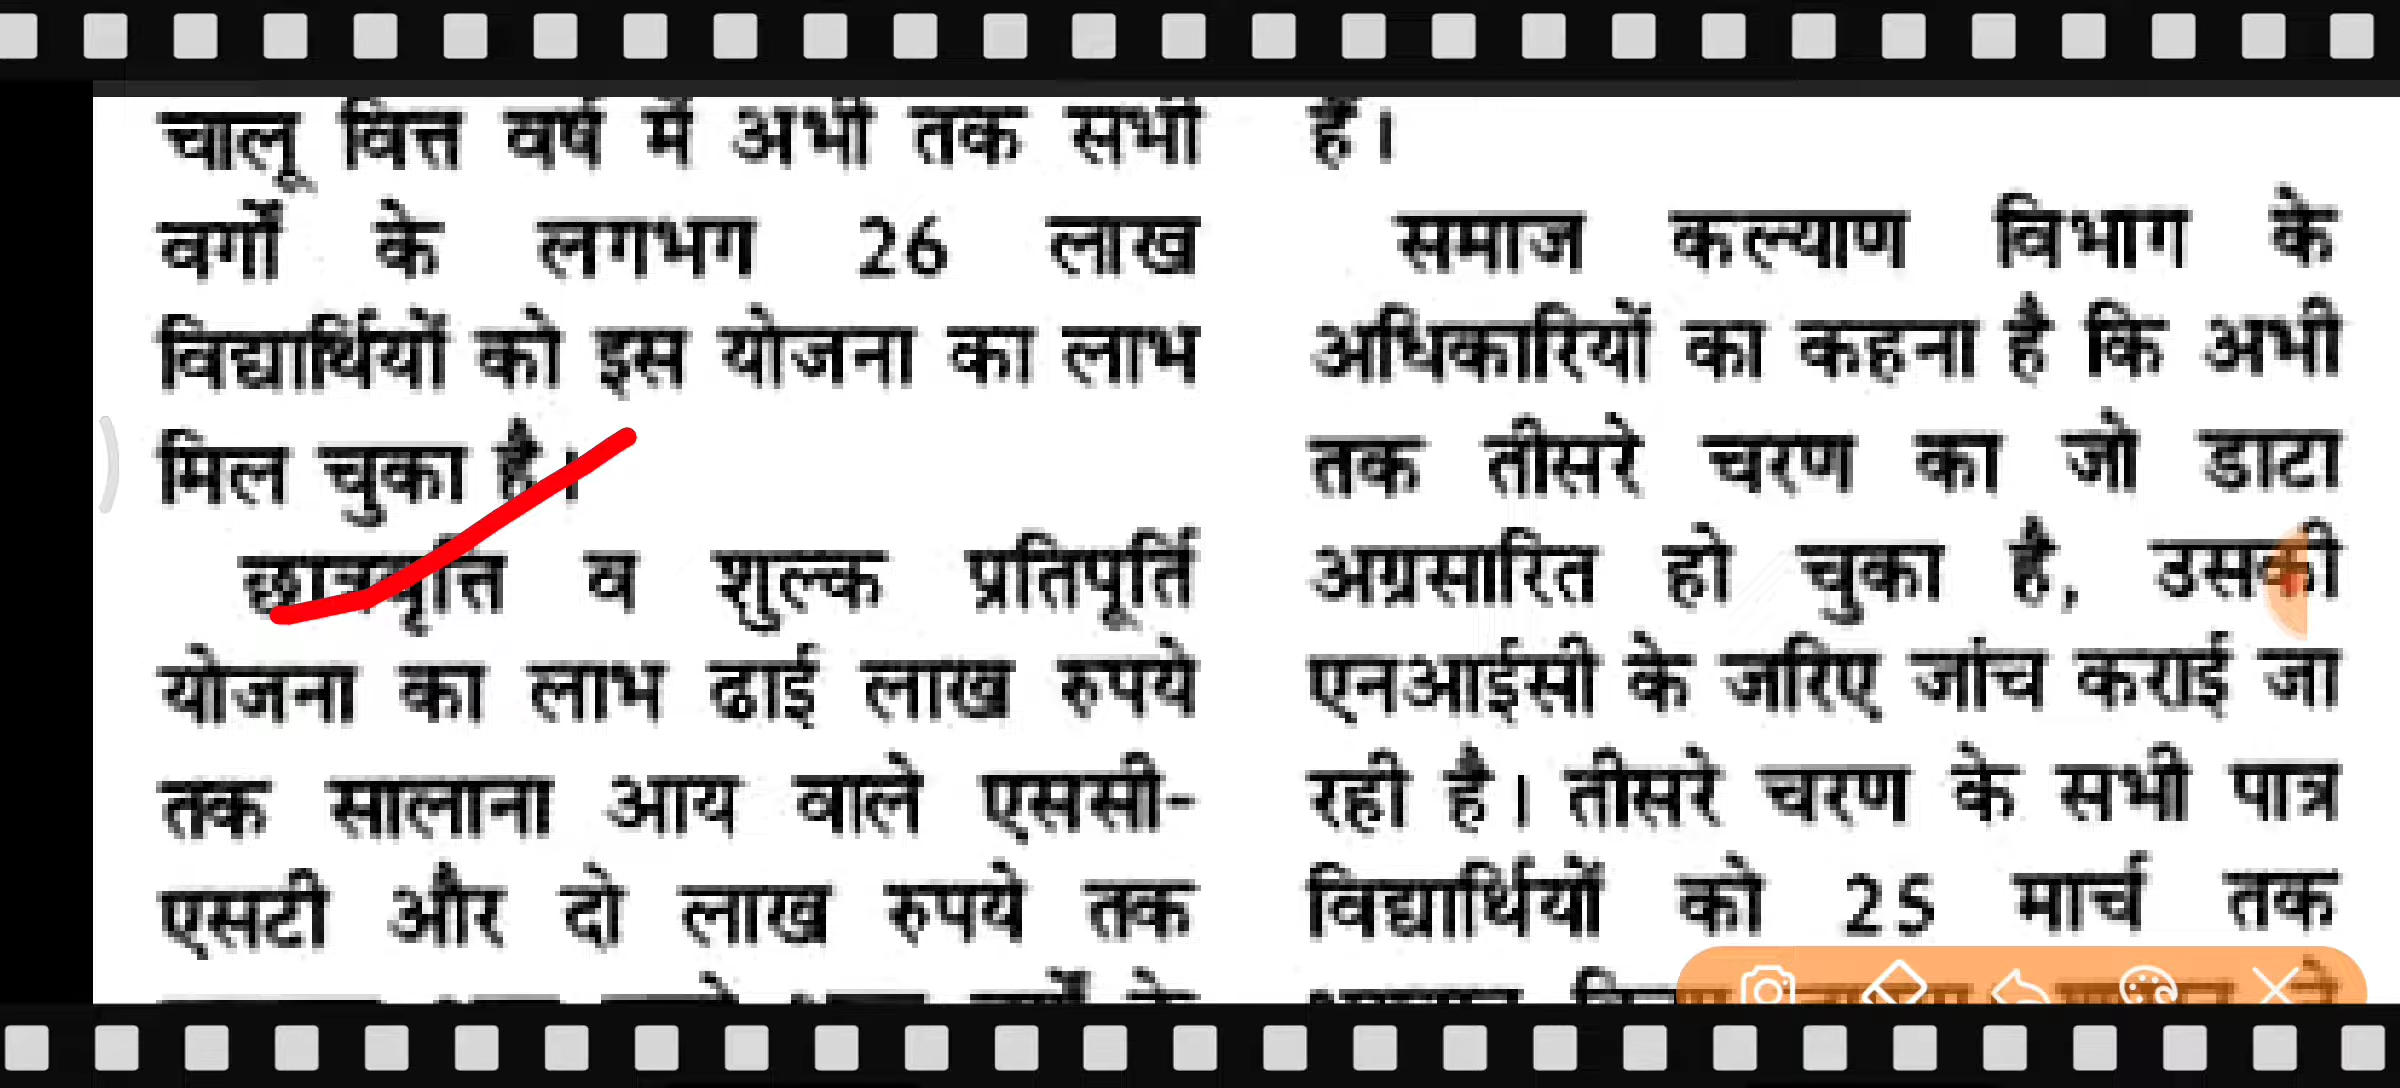 चालू वित्त वर्ष में अभी तक सभी
वर्गों के लगभग 26 लाख
विद्यार्थियों को इस योजना का लाभ
मिल चुका है।
छात्रवृत्ति व शुल्क प्रतिपूर्ति
योजना का लाभ ढाई लाख रुपये
तक सालाना आय वाले एससी-
एसटी और दो लाख रुपये तक
हैं।
समाज कल्याण विभाग के
अधिकारियों का कहना है कि अभी
तक तीसरे चरण का जो डाटा
अग्रसारित हो चुका है, उसकी
एनआईसी के जरिए जांच कराई जा
रही है। तीसरे चरण के सभी पात्र
विद्यार्थियों को 25 मार्च तक